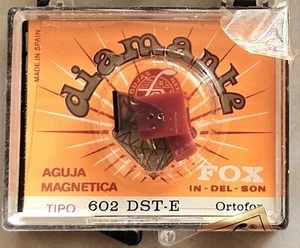 MADE IN SPAIN
diamante
AGUJA
MAGNETICA
FOX
IN-DEL-SON
TIPO 602 DST-E Ortofon